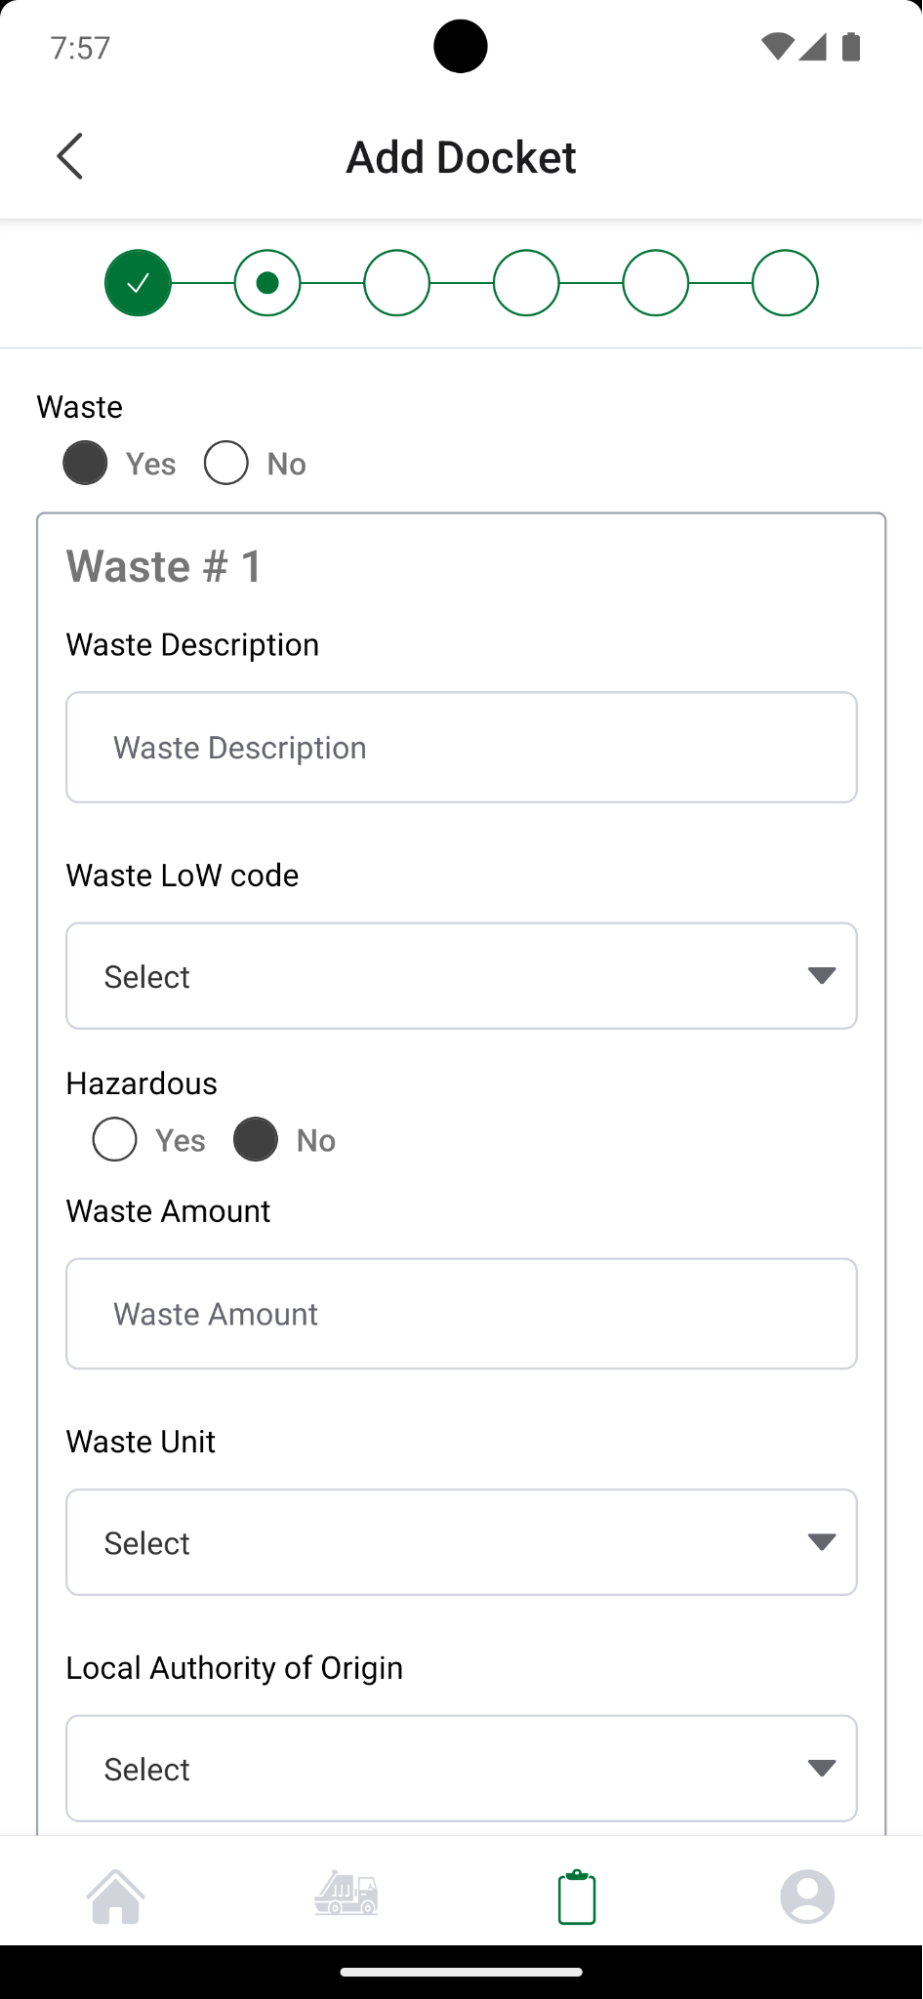 7:57
Add Docket
Waste
Yes No
Waste # 1
Waste Description
Waste Description
Waste LoW code
Select
Hazardous
Yes No
Waste Amount
Waste Amount
Waste Unit
Select
Local Authority of Origin
Select